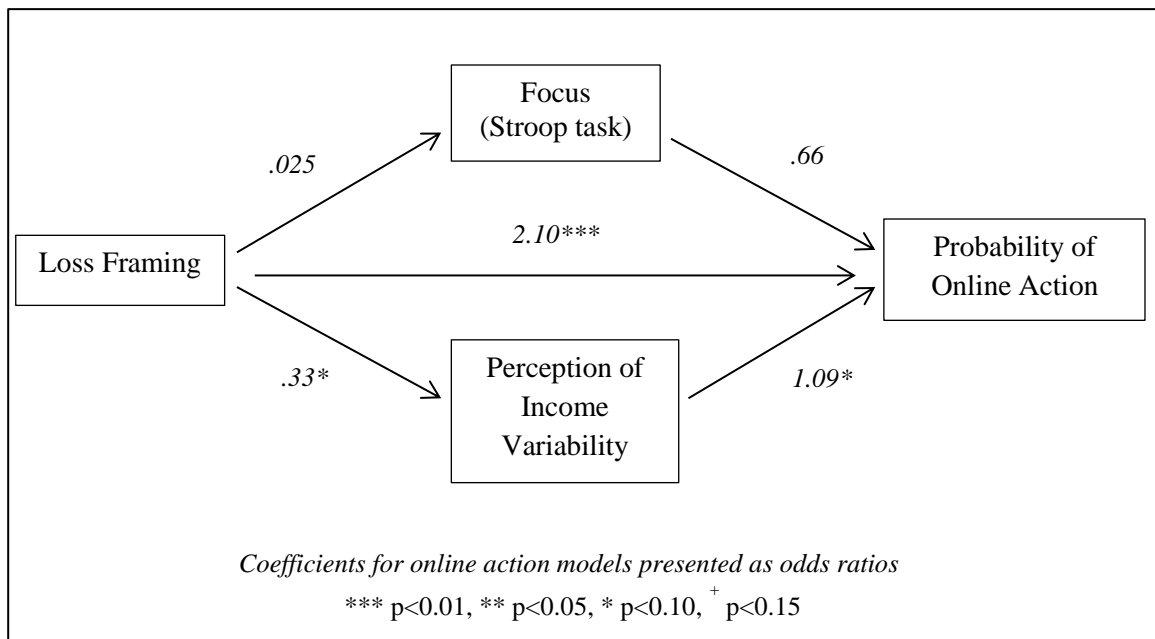 Focus
(Stroop task)
.025
.66
2.10***
Loss Framing
Probability of
Online Action
.33*
Perception of
Income
Variability
1.09*
Coefficients for online action models presented as odds ratios
*** p<0.01, ** p<0.05, * p<0.10, + p<0.15